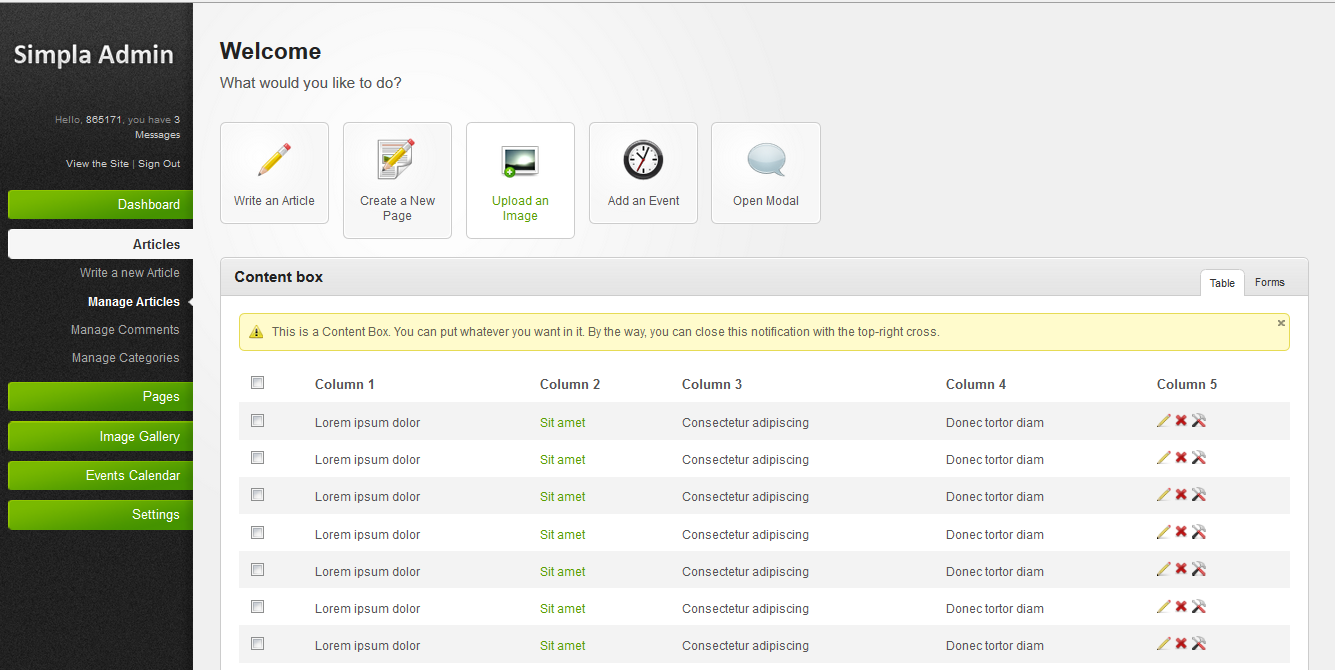 Simpla Admin
Hello, 865171, you have 3
Messages
View the Site | Sign Out
Dashboard
Articles
Write a new Article
Manage Articles
Manage Comments
Manage Categories
Pages
Image Gallery
Events Calendar
Settings
Welcome
What would you like to do?
Write an Article
Create a New
Page
Upload an
Image
Add an Event
Open Modal
Content box
Table Forms
This is a Content Box. You can put whatever you want in it. By the way, you can close this notification with the top-right cross.
Column 1 Column 2 Column 3 Column 4 Column 5
Lorem ipsum dolor Sit amet Consectetur adipiscing Donec tortor diam
Lorem ipsum dolor Sit amet Consectetur adipiscing Donec tortor diam
Lorem ipsum dolor Sit amet Consectetur adipiscing Donec tortor diam
Lorem ipsum dolor Sit amet Consectetur adipiscing Donec tortor diam
Lorem ipsum dolor Sit amet Consectetur adipiscing Donec tortor diam
Lorem ipsum dolor Sit amet Consectetur adipiscing Donec tortor diam
Lorem ipsum dolor Sit amet Consectetur adipiscing Donec tortor diam